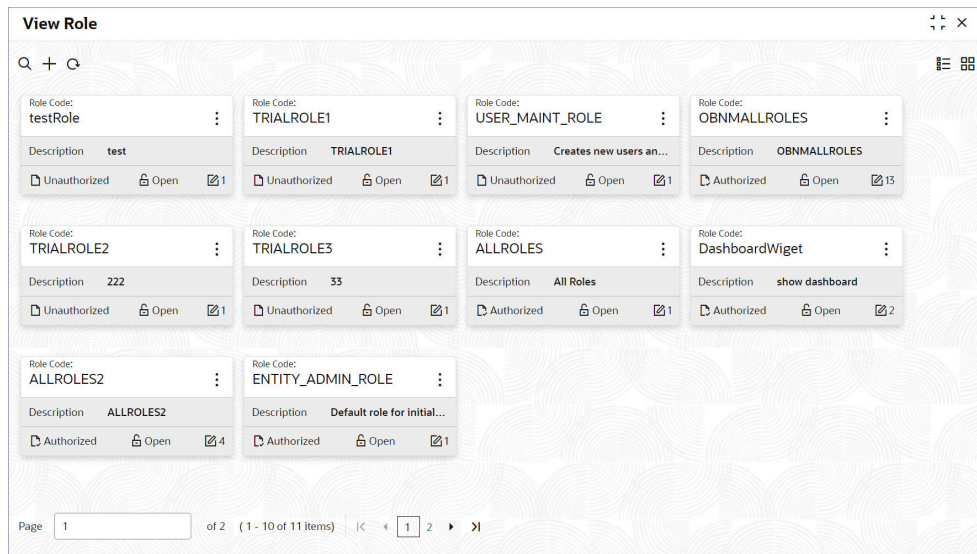 View Role
Role Code:
testRole
Description test
Unauthorized Open 1
Role Code:
TRIALROLE1
Description TRIALROLE1
Unauthorized Open 1
Role Code:
USER_MAINT_ROLE
Description Creates new users an...
Unauthorized Open 1
Role Code:
OBNMALLROLES
Description OBNMALLROLES
Authorized Open 13
Role Code:
TRIALROLE2
Description 222
Unauthorized Open 1
Role Code:
TRIALROLE3
Description 33
Unauthorized Open 1
Role Code:
ALLROLES
Description All Roles
Authorized Open 1
Role Code:
DashboardWiget
Description show dashboard
Authorized Open 2
Role Code:
ALLROLES2
Description ALLROLES2
Authorized Open 4
Role Code:
ENTITY_ADMIN_ROLE
Description Default role for initial...
Authorized Open 1
Page 1 of 2 (1 - 10 of 11 items) 1 2